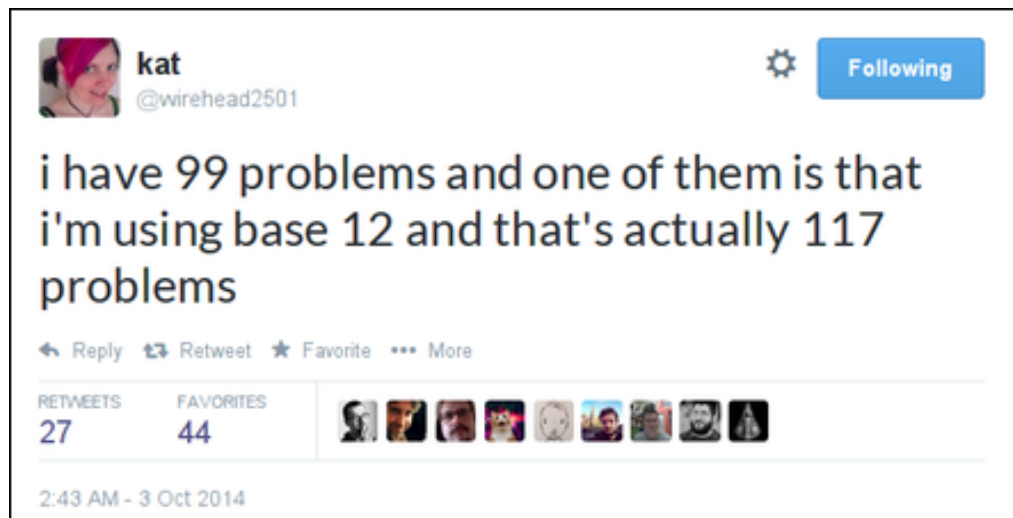 kat
@wirehead2501
Following
i have 99 problems and one of them is that
i'm using base 12 and that's actually 117
problems
Reply Retweet Favorite More
RETWEETS FAVORITES
27 44
2:43 AM - 3 Oct 2014